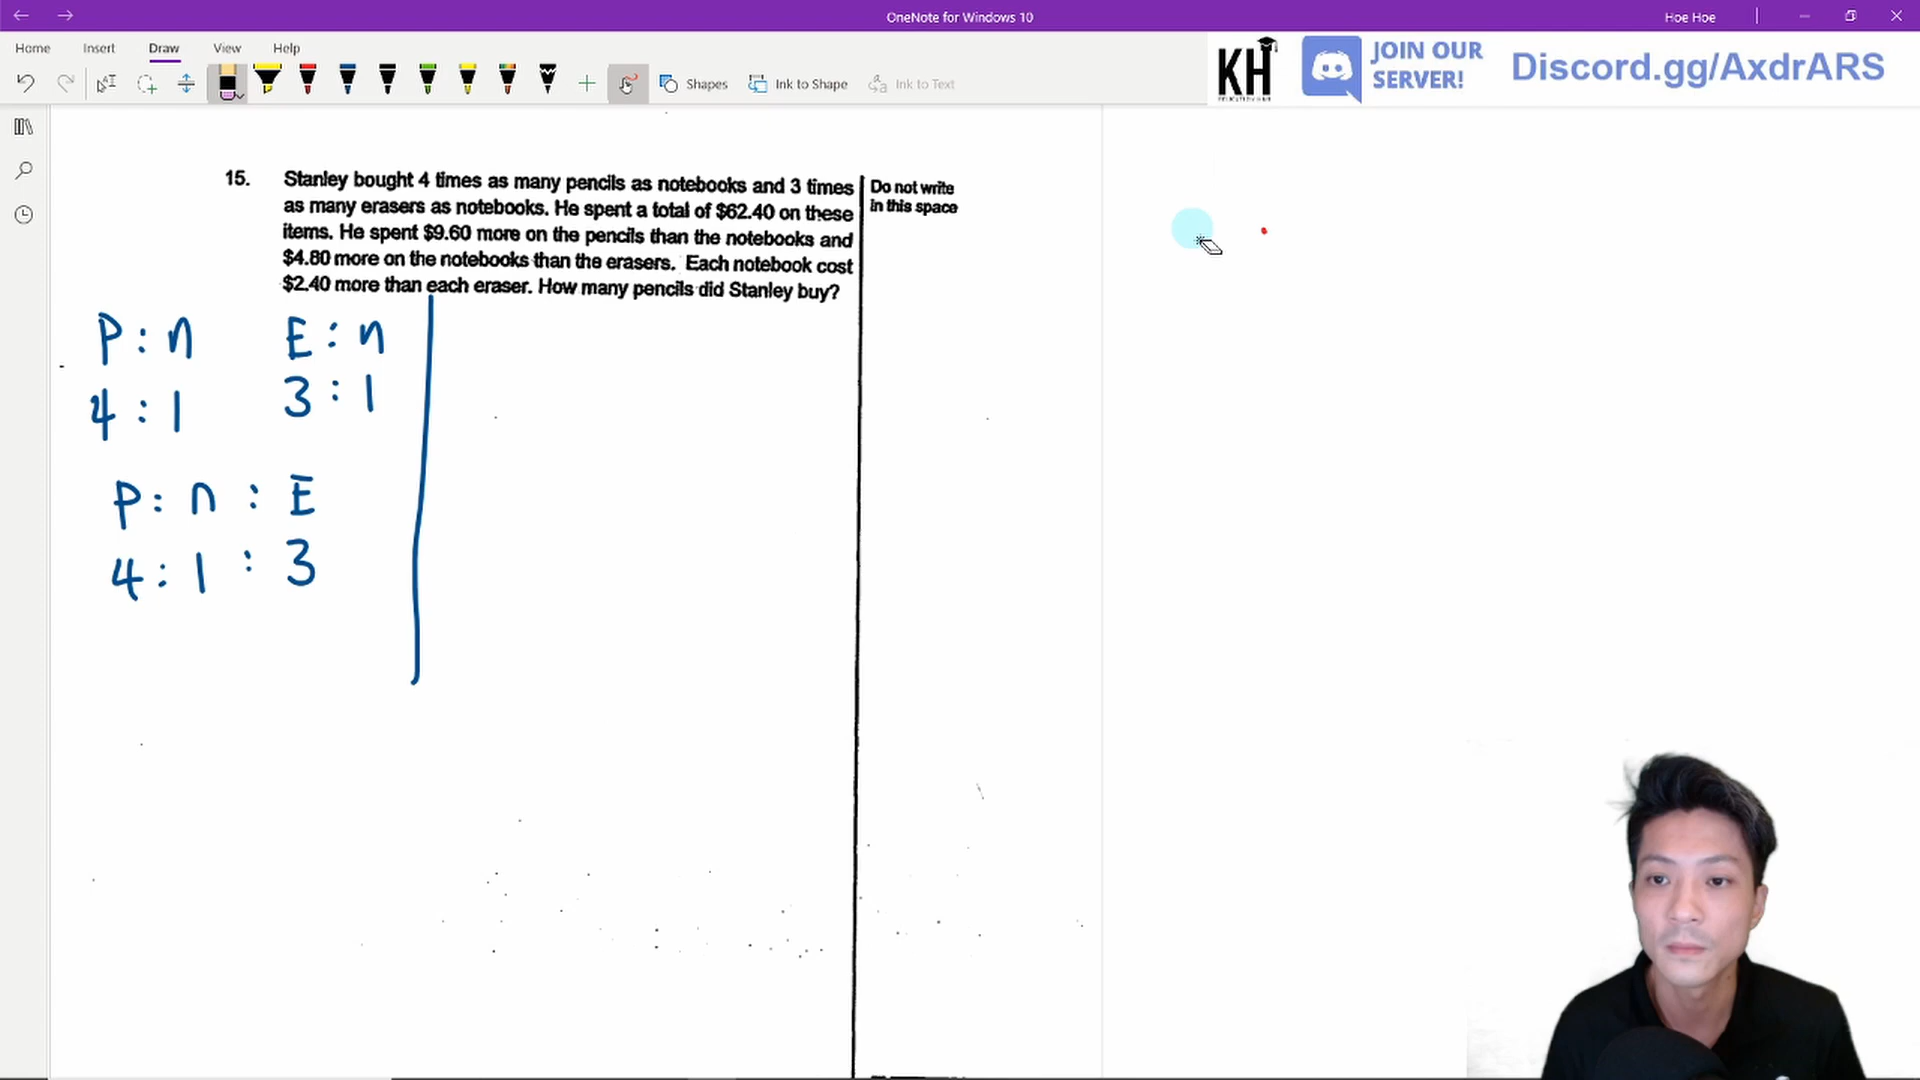 OneNote for Windows 10
Hoe Hoe
Home Insert Draw View Help
Shapes Ink to Shape Ink to Text
KH
JOIN OUR
SERVER!
Discord.gg/AxdrARS
15. Stanley bought 4 times as many pencils as notebooks and 3 times
as many erasers as notebooks. He spent a total of $62.40 on these
items. He spent $9.60 more on the pencils than the notebooks and
$4.80 more on the notebooks than the erasers. Each notebook cost
$2.40 more than each eraser. How many pencils did Stanley buy?
Do not write
in this space
P : n E : n
4 : 1 3 : 1
P : n : E
4 : 1 : 3